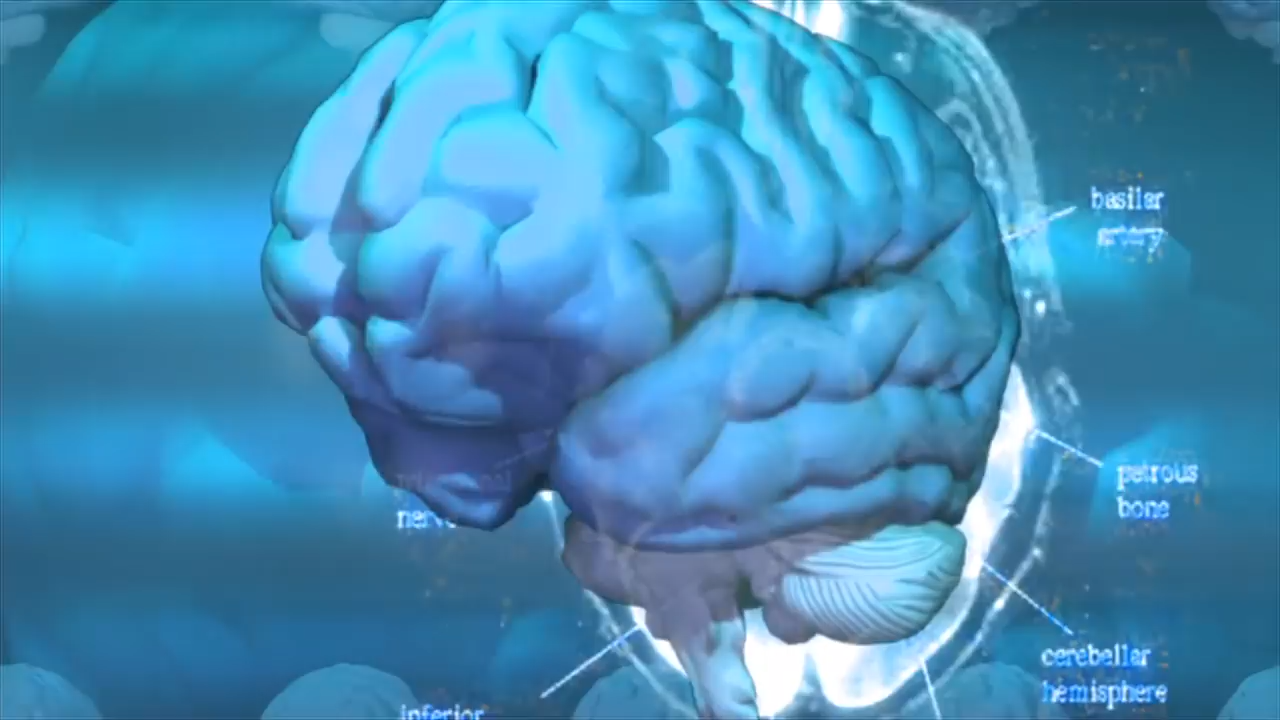 basilar
artery
petrous
bone
nerve
cerebellar
hemisphere
inferior